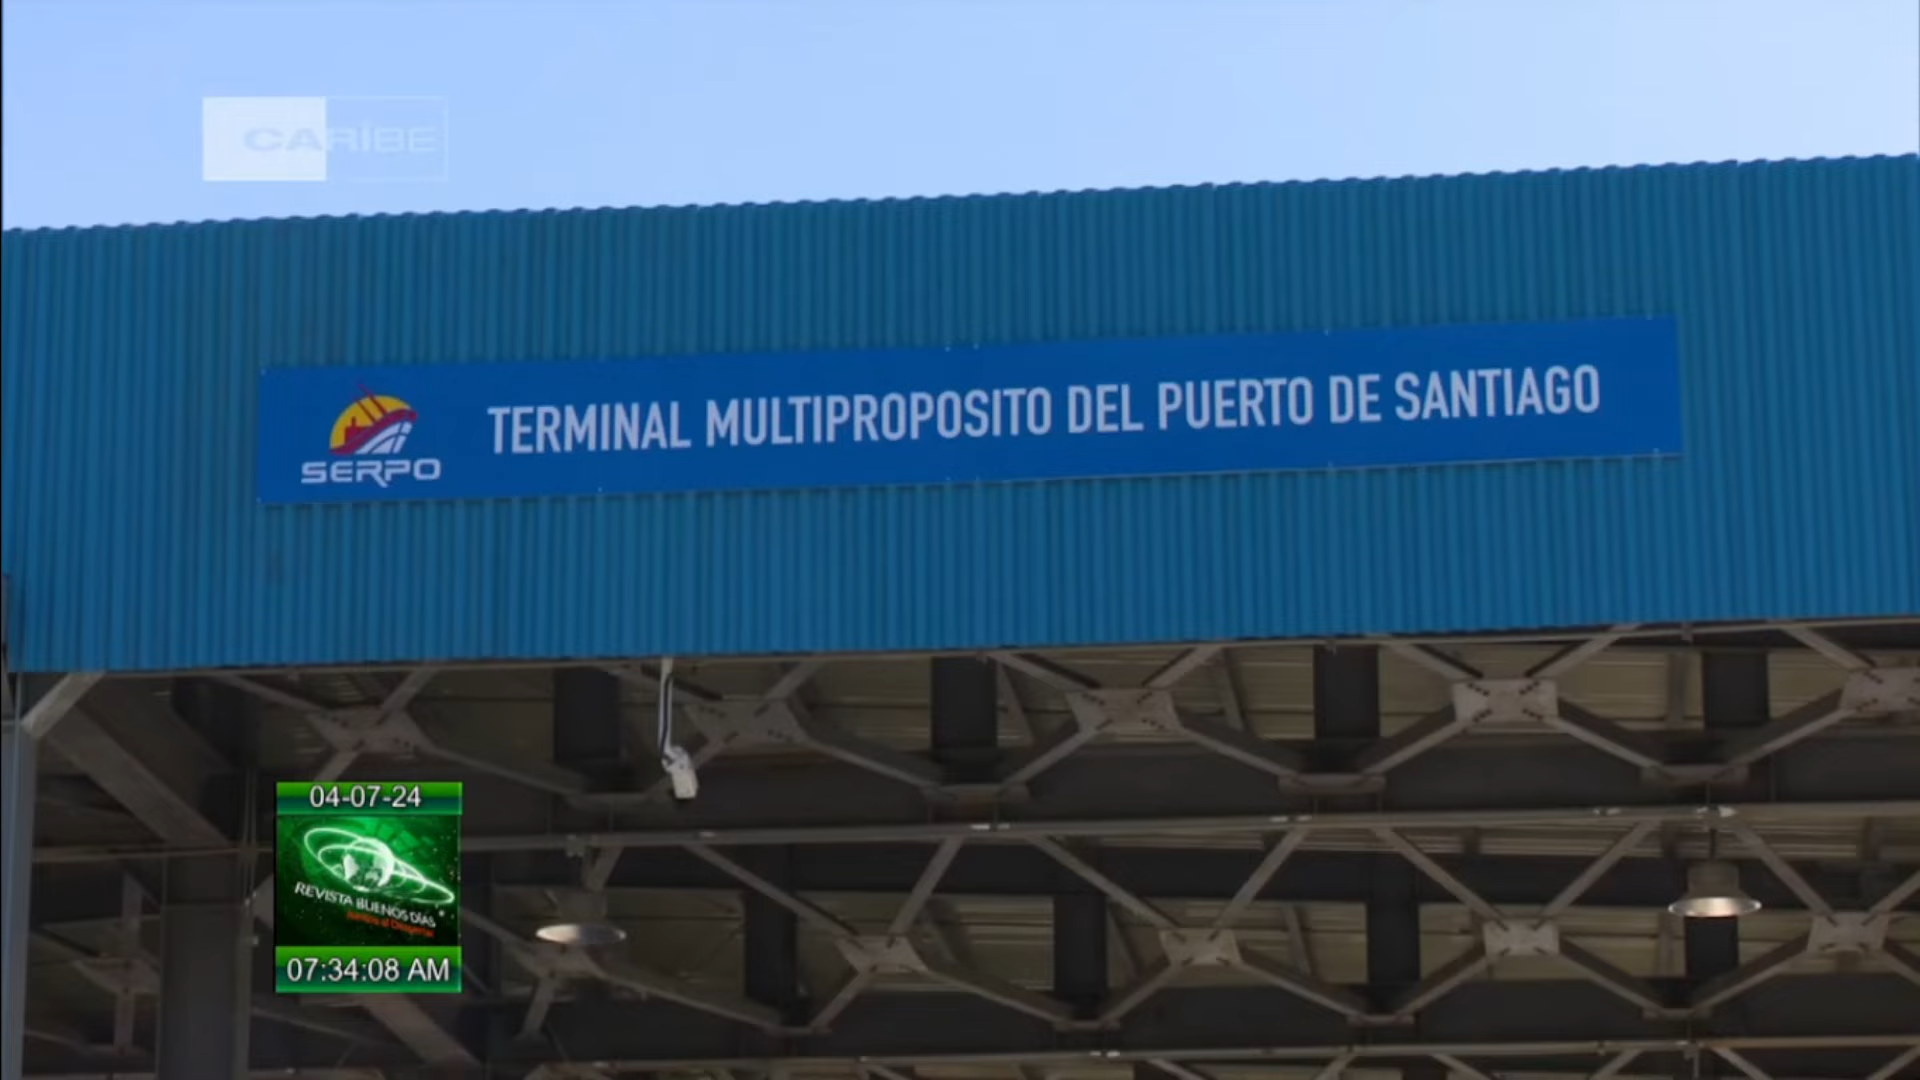 CARIBE
SERPO
TERMINAL MULTIPROPOSITO DEL PUERTO DE SANTIAGO
04-07-24
REVISTA BUENOS DÍAS
07:34:08 AM